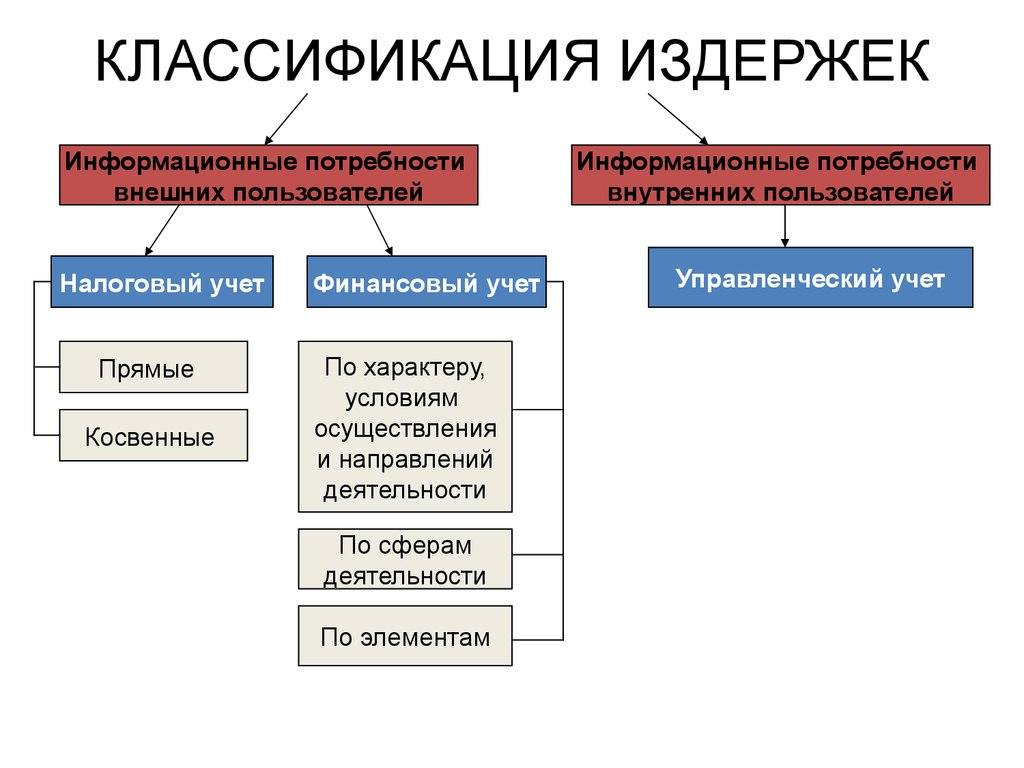 КЛАССИФИКАЦИЯ ИЗДЕРЖЕК
Информационные потребности
внешних пользователей
Информационные потребности
внутренних пользователей
Налоговый учет
Финансовый учет
Управленческий учет
Прямые
Косвенные
По характеру,
условиям
осуществления
и направлений
деятельности
По сферам
деятельности
По элементам